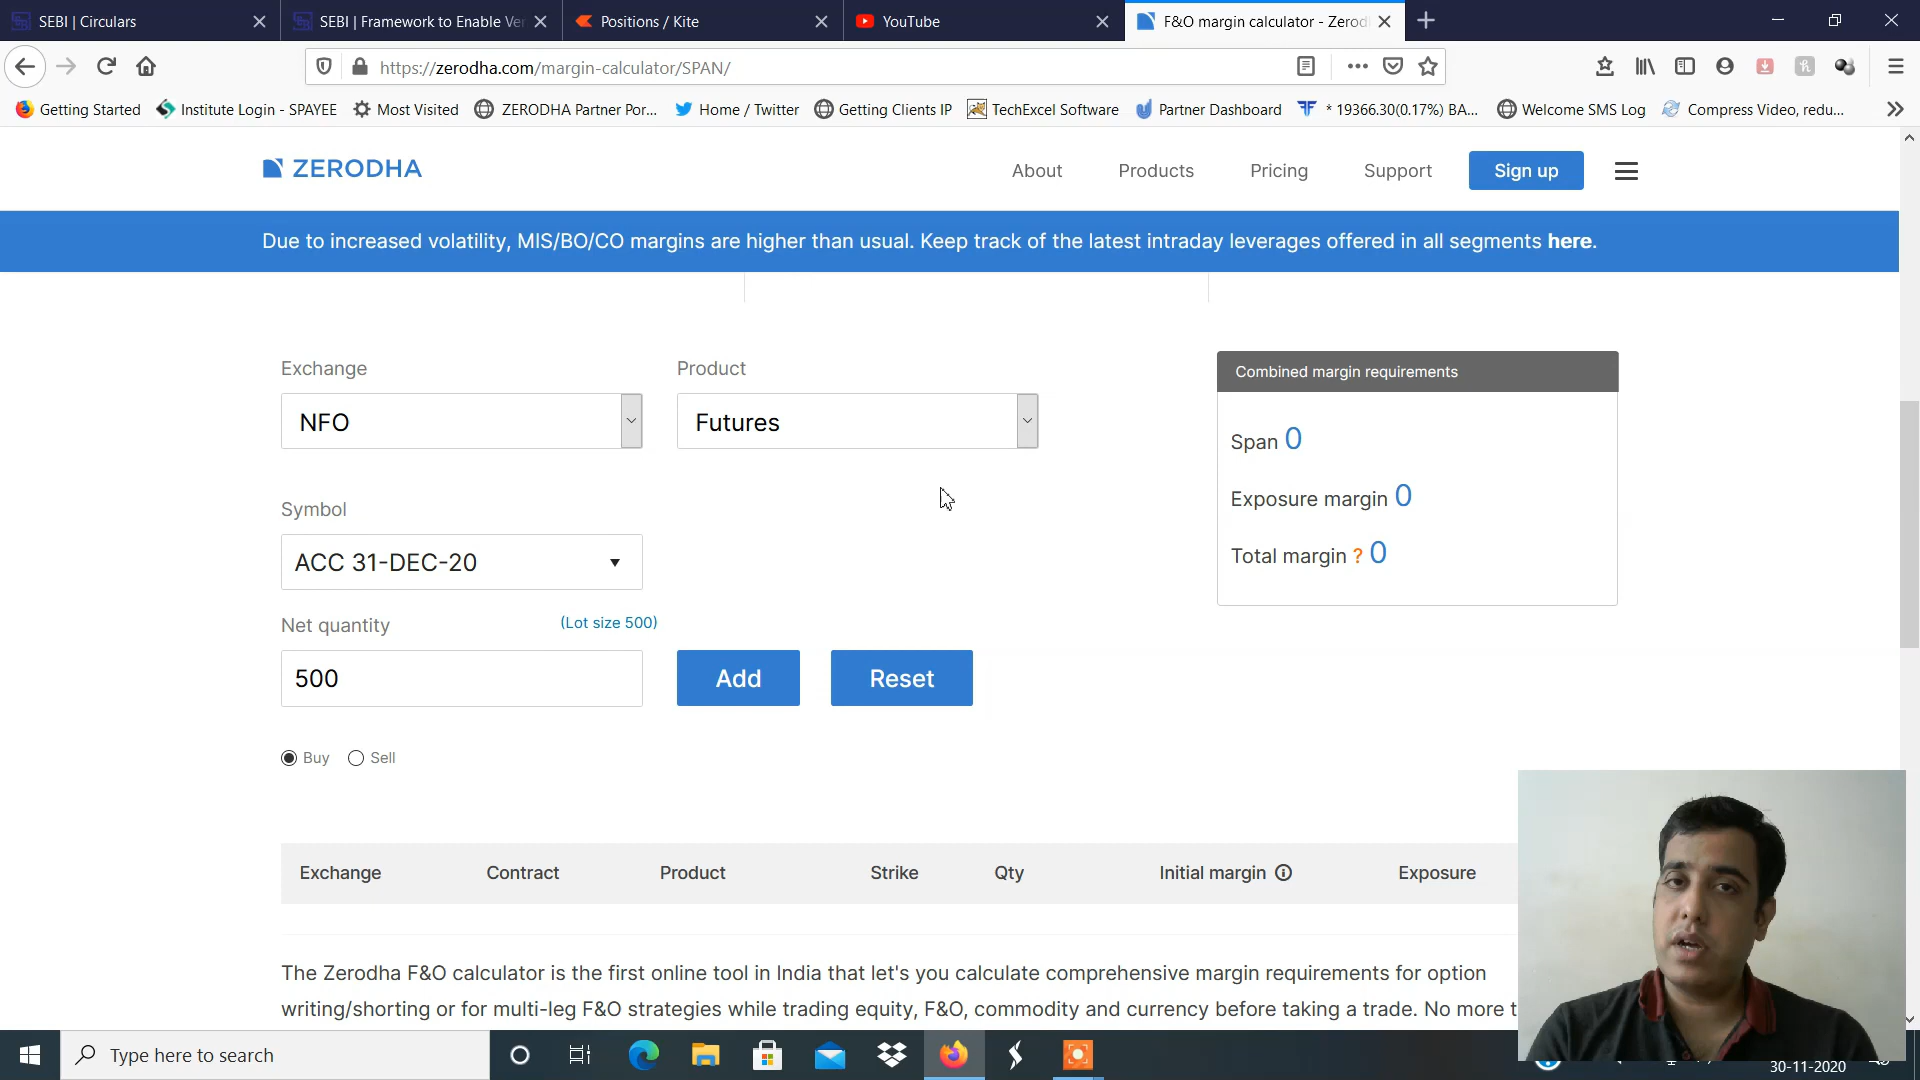 SEBI | Circulars
SEBI | Framework to Enable Ver
Positions / Kite
YouTube
F&O margin calculator - Zerod
https://zerodha.com/margin-calculator/SPAN/
Getting Started
Institute Login - SPAYEE
Most Visited
ZERODHA Partner Por...
Home / Twitter
Getting Clients IP
TechExcel Software
Partner Dashboard
* 19366.30(0.17%) BA...
Welcome SMS Log
Compress Video, redu...
ZERODHA
About
Products
Pricing
Support
Sign up
Due to increased volatility, MIS/BO/CO margins are higher than usual. Keep track of the latest intraday leverages offered in all segments here.
Exchange
Product
NFO
Futures
Combined margin requirements
Span 0
Exposure margin 0
Total margin ? 0
Symbol
ACC 31-DEC-20
Net quantity
(Lot size 500)
500
Add
Reset
Buy
Sell
Exchange
Contract
Product
Strike
Qty
Initial margin
Exposure
The Zerodha F&O calculator is the first online tool in India that let's you calculate comprehensive margin requirements for option
writing/shorting or for multi-leg F&O strategies while trading equity, F&O, commodity and currency before taking a trade. No more t
Type here to search
30-11-2020